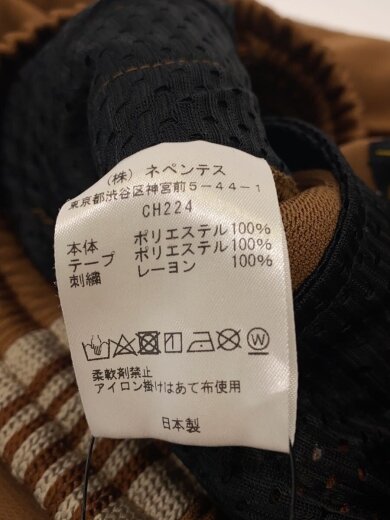 (株) ネペンテス
東京都渋谷区神宮前5-44-1
CH224
本体 ポリエステル100%
テープ ポリエステル100%
刺繍 レーヨン 100%
W
柔軟剤禁止
アイロン掛けはあて布使用
日本製